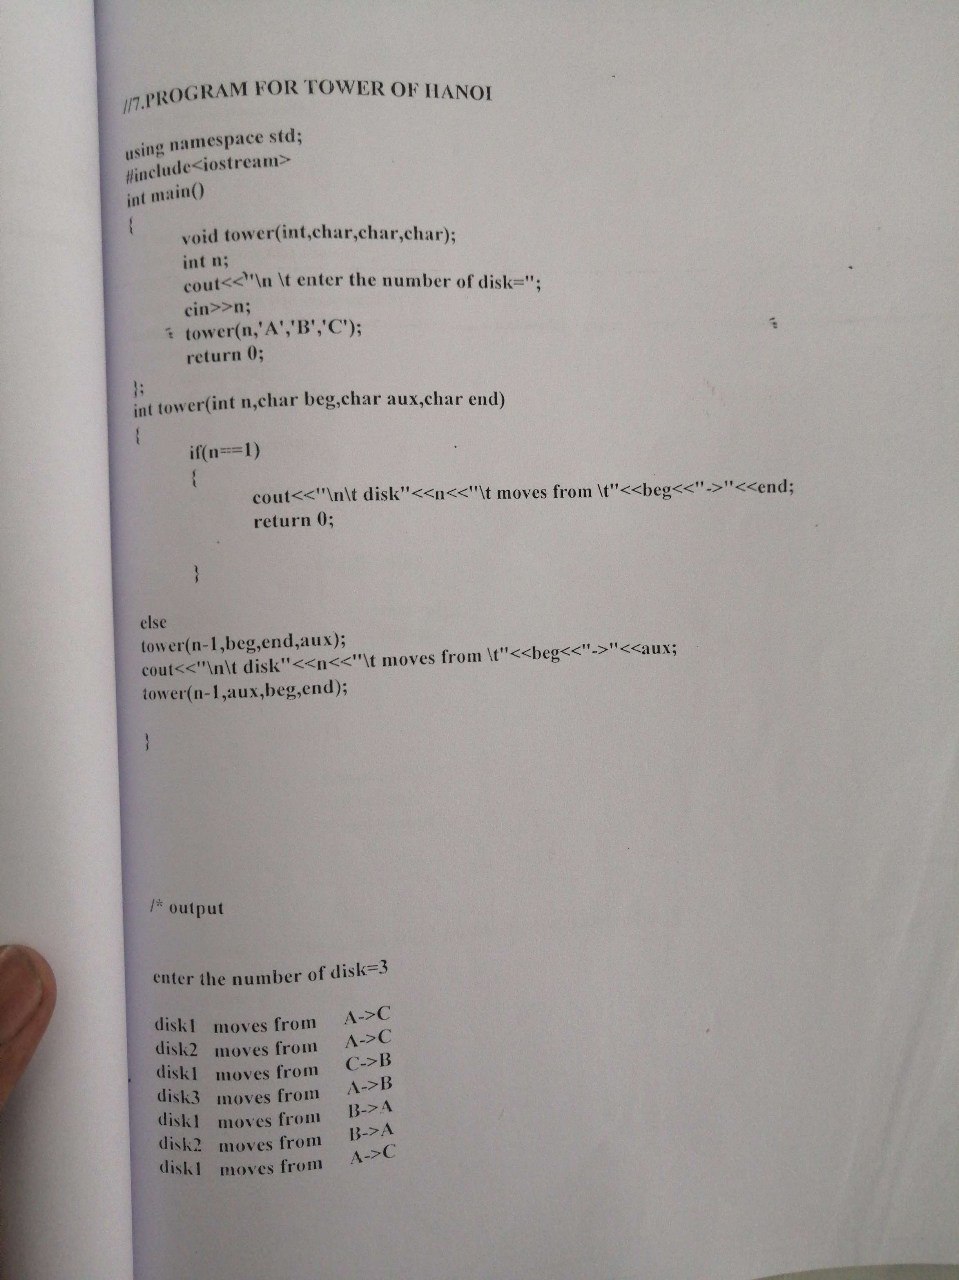 //7.PROGRAM FOR TOWER OF HANOI
using namespace std;
#include<iostream>
int main()
{
void tower(int,char,char,char);
int n;
cout<<"\n \t enter the number of disk=";
cin>>n;
tower(n,'A','B','C');
return 0;
};
int tower(int n,char beg,char aux,char end)
{
if(n==1)
{
cout<<"\n\t disk"<<n<<"\t moves from \t"<<beg<<"->"<<end;
return 0;
}
else
tower(n-1,beg,end,aux);
cout<<"\n\t disk"<<n<<"\t moves from \t"<<beg<<"->"<<aux;
tower(n-1,aux,beg,end);
}
/* output
enter the number of disk=3
disk1 moves from A->C
disk2 moves from A->C
disk1 moves from C->B
disk3 moves from A->B
disk1 moves from B->A
disk2 moves from B->A
disk1 moves from A->C